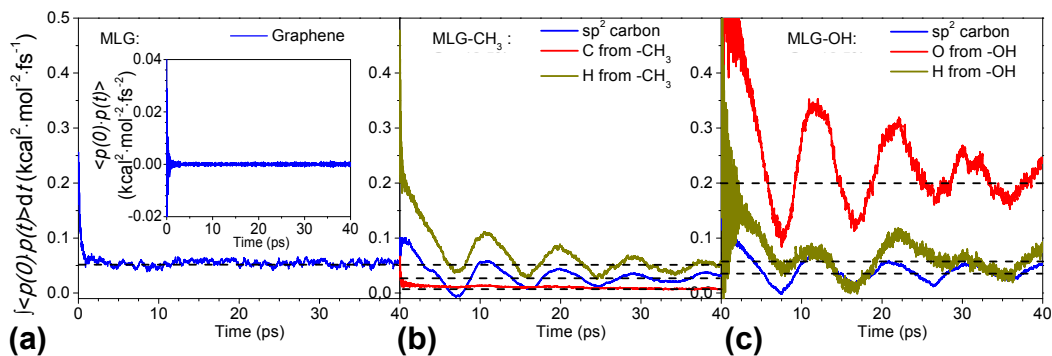 ∫<p(0)·p(t)>dt (kcal²·mol⁻²·fs⁻¹)
0.5
0.4
0.3
0.2
0.1
0.0
MLG:
Graphene
<p(0)·p(t)>
(kcal²·mol⁻²·fs⁻²)
0.04
0.02
0.00
-0.02
0 10 20 30 40
Time (ps)
0 10 20 30 40
Time (ps)
(a)
MLG-CH₃:
sp² carbon
C from -CH₃
H from -CH₃
0.4
0.3
0.2
0.1
0.0
10 20 30 40
Time (ps)
(b)
MLG-OH:
sp² carbon
O from -OH
H from -OH
0.4
0.3
0.2
0.1
0.0
10 20 30 40
Time (ps)
(c)